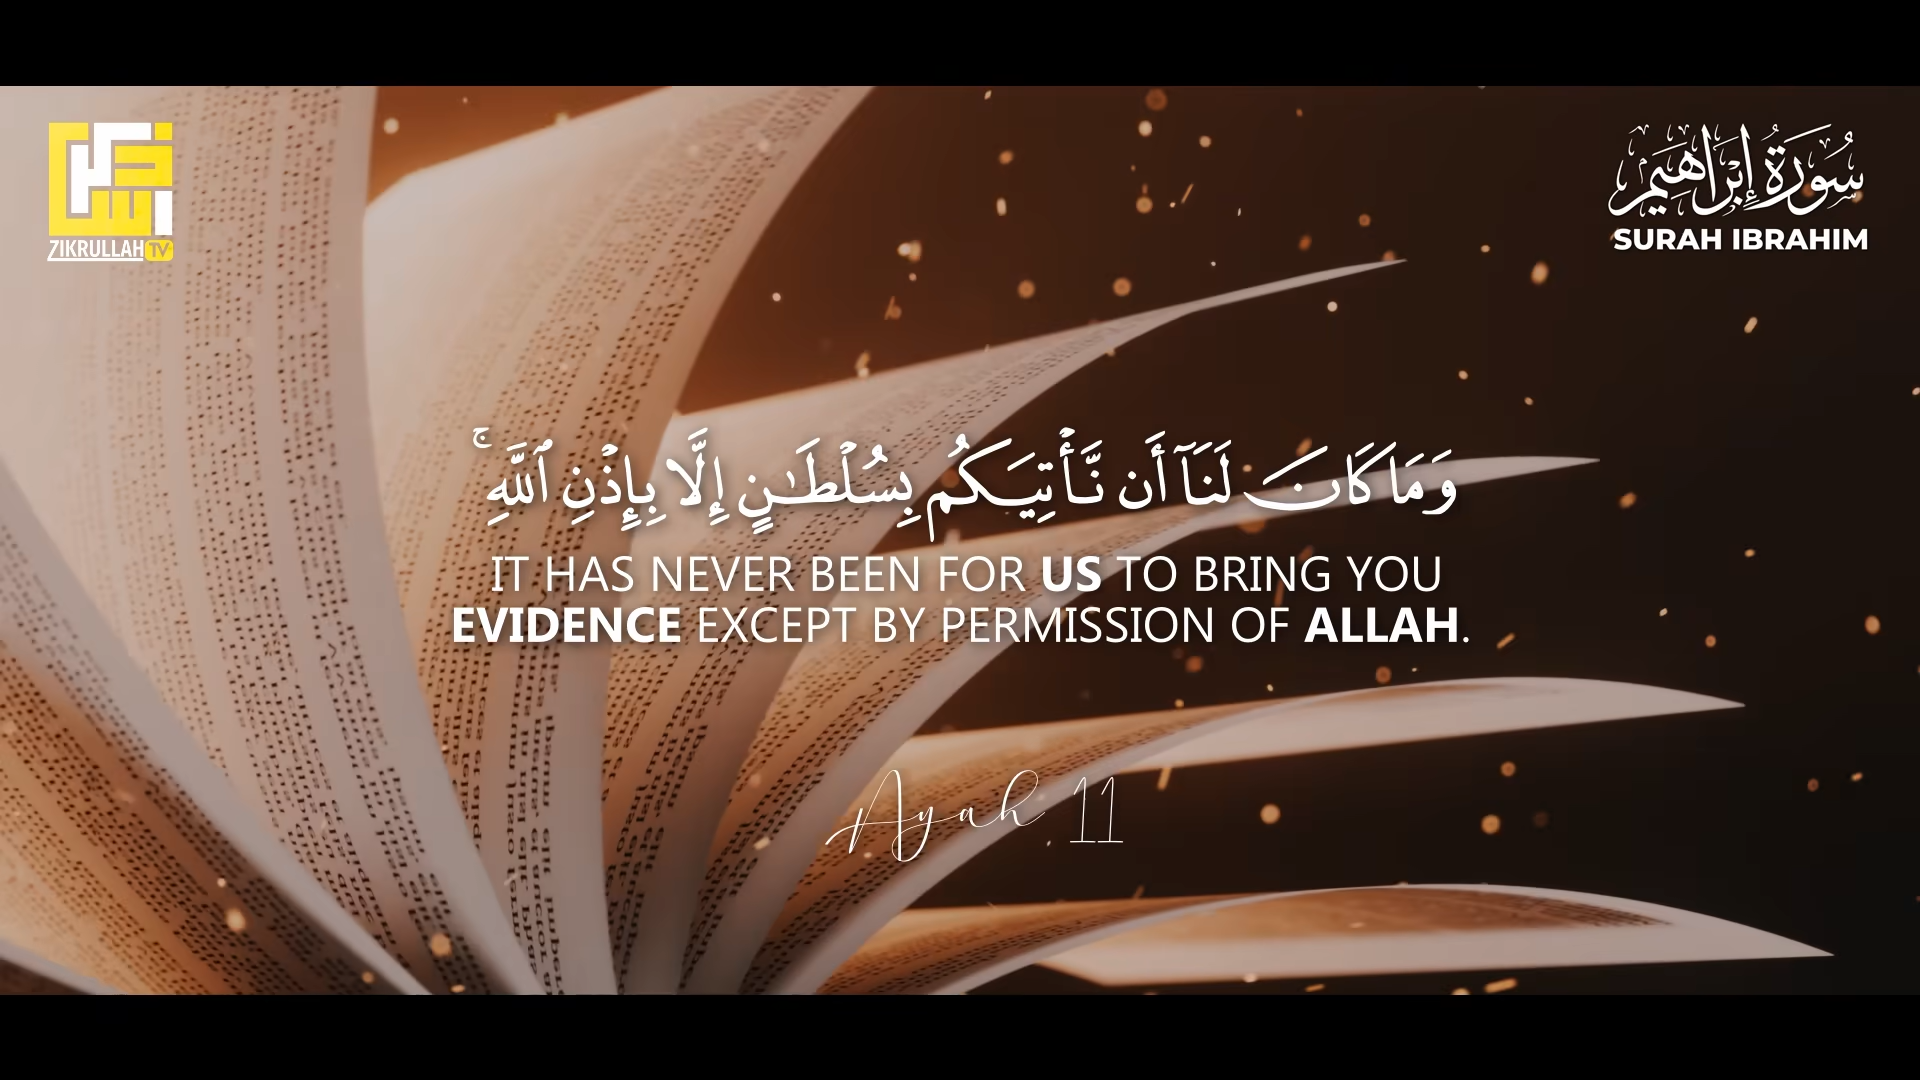 ZIKRULLAH TV
سُورَةُ إِبْرَاهِيم
SURAH IBRAHIM
وَمَا كَانَ لَنَآ أَن نَّأْتِيَكُم بِسُلْطَـٰنٍ إِلَّا بِإِذْنِ ٱللَّهِ ۚ
IT HAS NEVER BEEN FOR US TO BRING YOU
EVIDENCE EXCEPT BY PERMISSION OF ALLAH.
Ayah 11